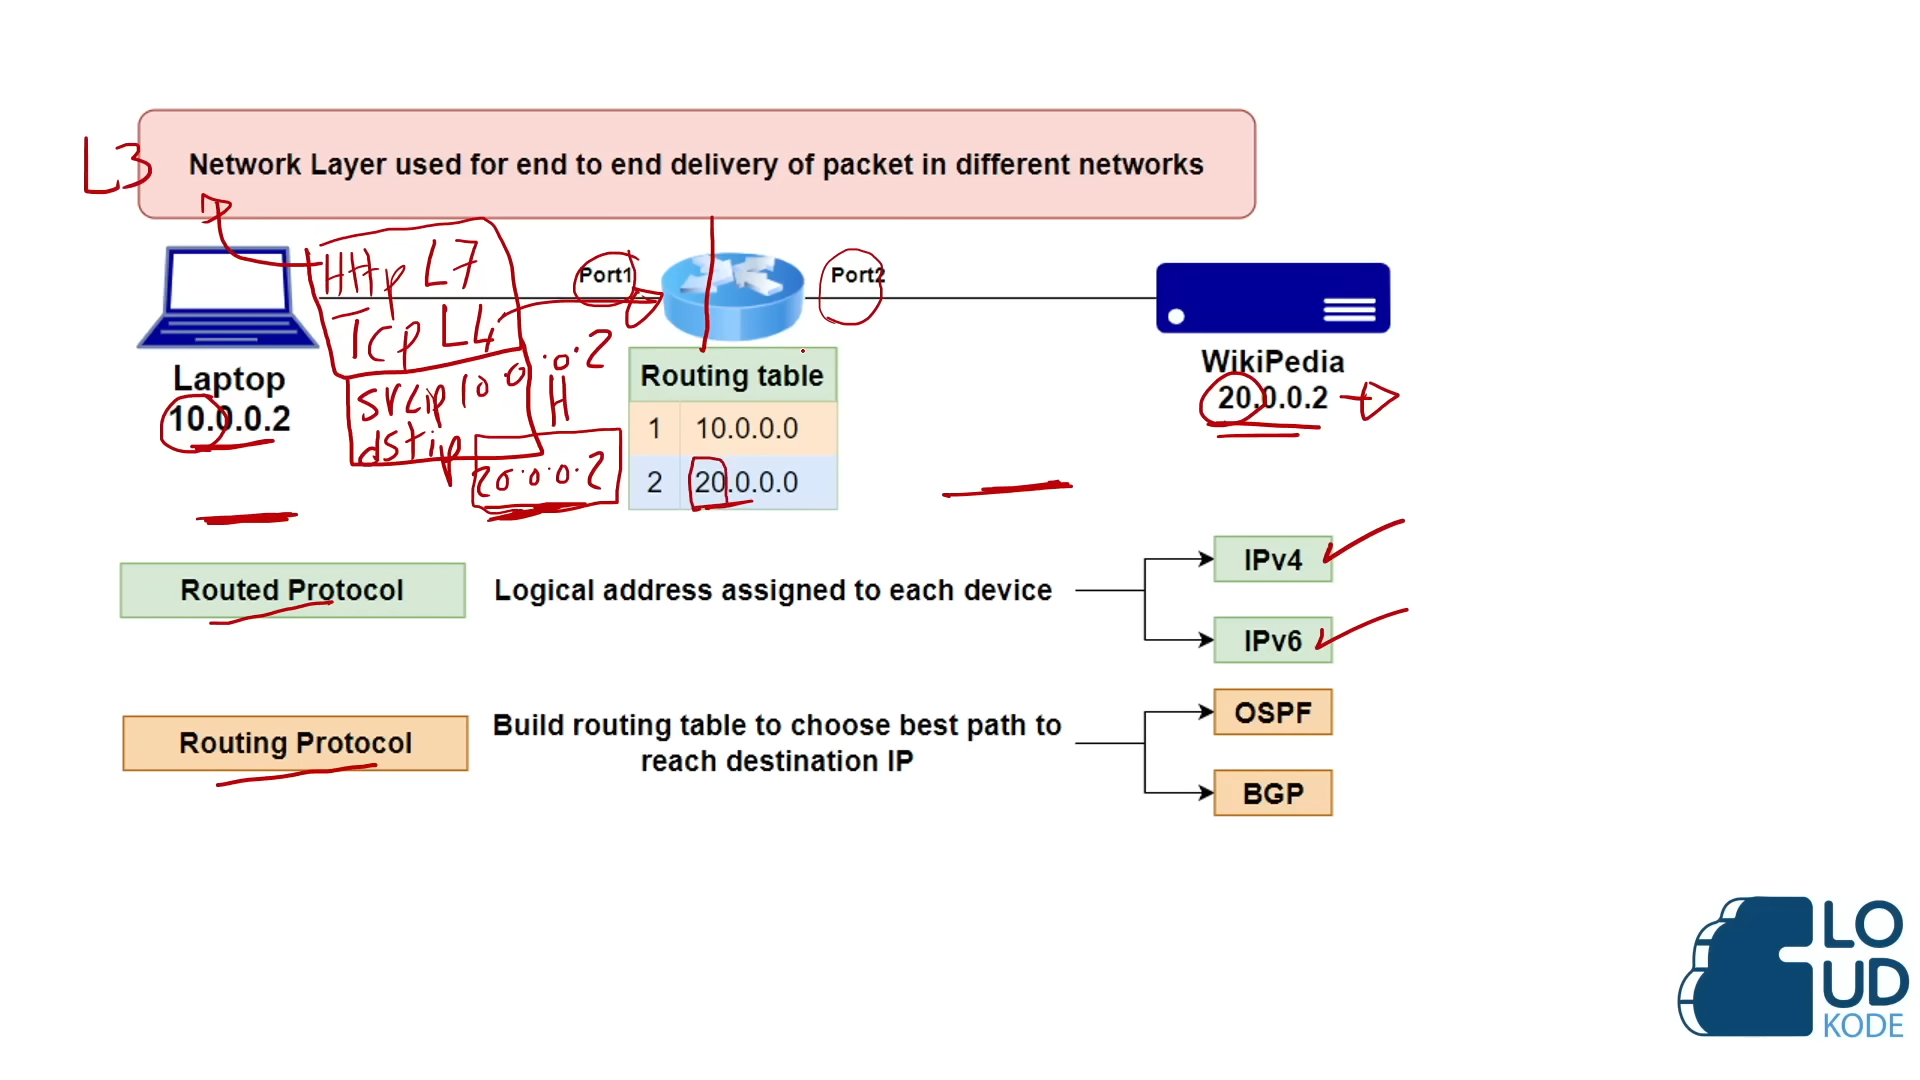 L3
Network Layer used for end to end delivery of packet in different networks
HTTp L7
Tcp L4
srcip 10.0.0.2
H
dstip 20.0.0.2
Port1
Port2
Laptop
10.0.0.2
Routing table
1 10.0.0.0
2 20.0.0.0
WikiPedia
20.0.0.2
Routed Protocol
Logical address assigned to each device
IPv4
IPv6
Routing Protocol
Build routing table to choose best path to
reach destination IP
OSPF
BGP
LO
UD
KODE